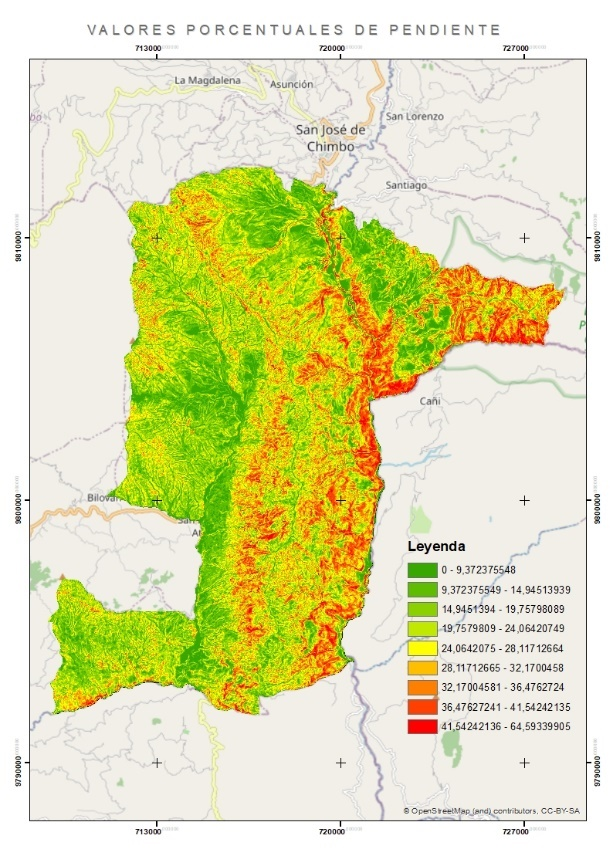 VALORES PORCENTUALES DE PENDIENTE
713000 720000 727000
La Magdalena
Asunción
San José de
Chimbo
San Lorenzo
Santiago
9810000 9810000
Cañi
Bilován
San
9800000 9800000
Leyenda
0 - 9,372375548
9,372375549 - 14,94513939
14,9451394 - 19,75798089
19,7579809 - 24,06420749
24,0642075 - 28,11712664
28,11712665 - 32,1700458
32,17004581 - 36,4762724
36,47627241 - 41,54242135
41,54242136 - 64,59339905
9790000 9790000
© OpenStreetMap (and) contributors, CC-BY-SA
713000 720000 727000